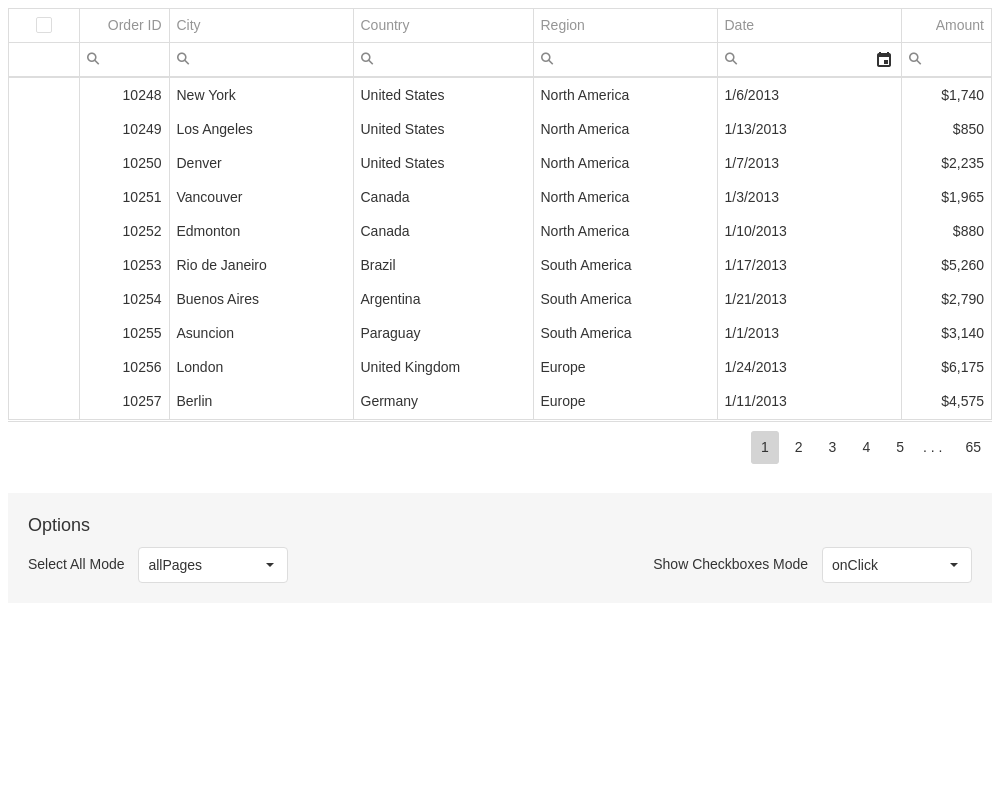 Order ID City Country Region Date Amount
10248 New York United States North America 1/6/2013 $1,740
10249 Los Angeles United States North America 1/13/2013 $850
10250 Denver United States North America 1/7/2013 $2,235
10251 Vancouver Canada North America 1/3/2013 $1,965
10252 Edmonton Canada North America 1/10/2013 $880
10253 Rio de Janeiro Brazil South America 1/17/2013 $5,260
10254 Buenos Aires Argentina South America 1/21/2013 $2,790
10255 Asuncion Paraguay South America 1/1/2013 $3,140
10256 London United Kingdom Europe 1/24/2013 $6,175
10257 Berlin Germany Europe 1/11/2013 $4,575
1 2 3 4 5 . . . 65
Options
Select All Mode allPages Show Checkboxes Mode onClick